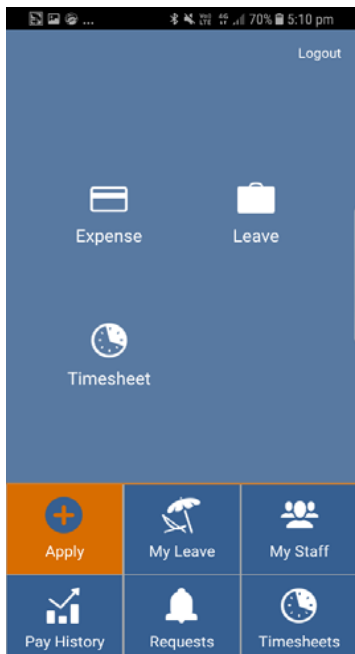 ... 70% 5:10 pm
Logout
Expense Leave
Timesheet
Apply My Leave My Staff
Pay History Requests Timesheets